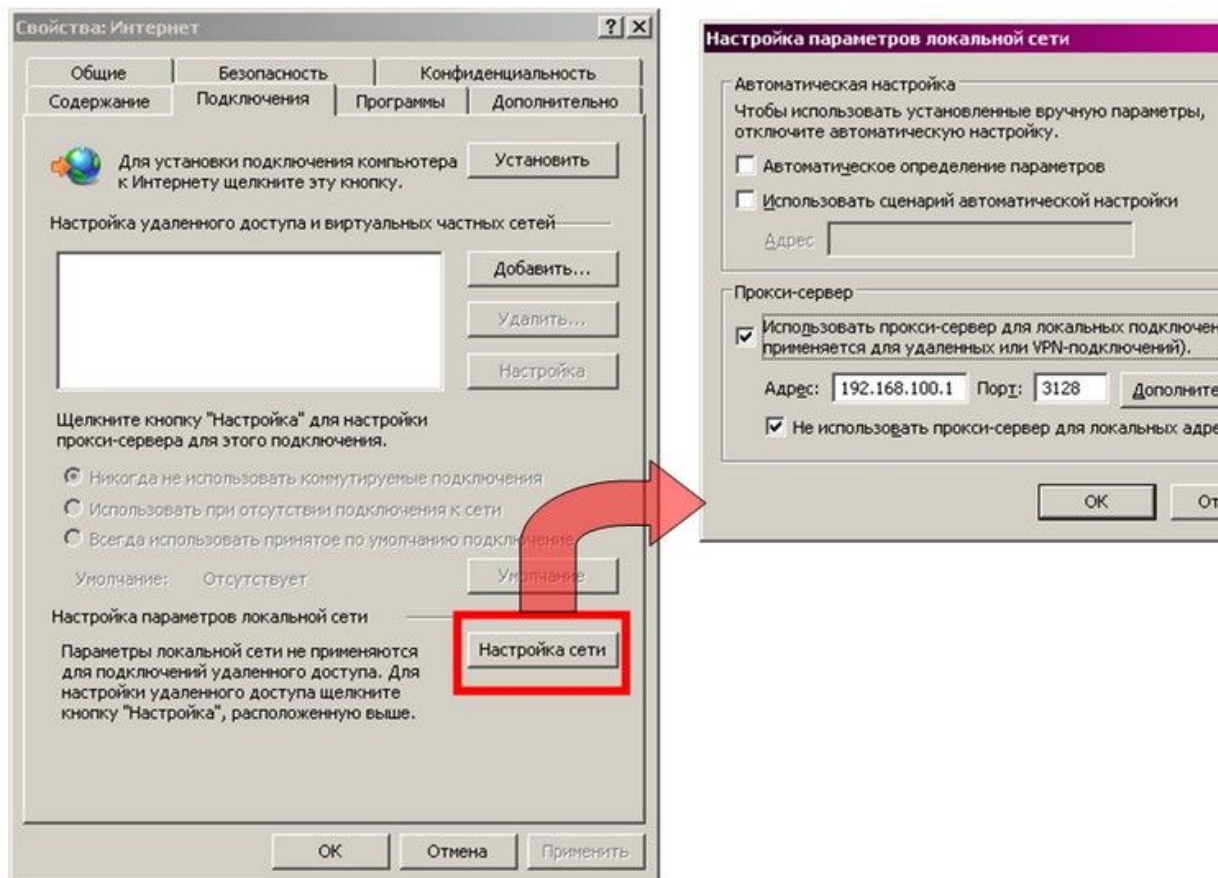 Свойства: Интернет
Общие Безопасность Конфиденциальность
Содержание Подключения Программы Дополнительно
Для установки подключения компьютера
к Интернету щелкните эту кнопку.
Установить
Настройка удаленного доступа и виртуальных частных сетей
Добавить...
Удалить...
Настройка
Щелкните кнопку "Настройка" для настройки
прокси-сервера для этого подключения.
Никогда не использовать коммутируемые подключения
Использовать при отсутствии подключения к сети
Всегда использовать принятое по умолчанию подключение
Умолчание: Отсутствует
Умолчание
Настройка параметров локальной сети
Параметры локальной сети не применяются
для подключений удаленного доступа. Для
настройки удаленного доступа щелкните
кнопку "Настройка", расположенную выше.
Настройка сети
ОК Отмена Применить
Настройка параметров локальной сети
Автоматическая настройка
Чтобы использовать установленные вручную параметры,
отключите автоматическую настройку.
Автоматическое определение параметров
Использовать сценарий автоматической настройки
Адрес
Прокси-сервер
Использовать прокси-сервер для локальных подключен
применяется для удаленных или VPN-подключений).
Адрес: 192.168.100.1 Порт: 3128 Дополните
Не использовать прокси-сервер для локальных адре
ОК От